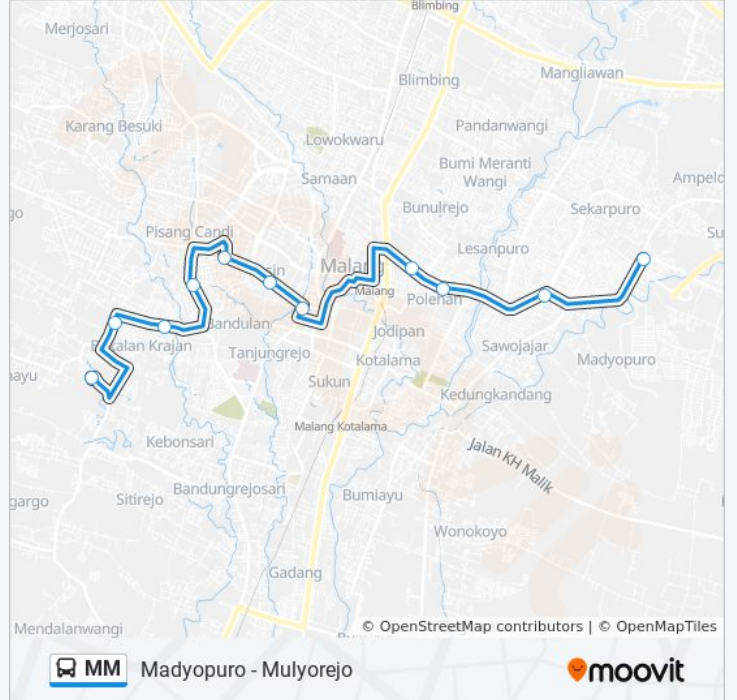 Blimbing
Merjosari
Mangliawan
Blimbing
Karang Besuki
Pandanwangi
Lowokwaru
Bumi Meranti
Wangi
Samaan
Bunulrejo
Sekarpuro
Pisang Candi
Lesanpuro
Malang
Malang
Polehan
Bandulan
Jodipan
Sawojajar
Tanjungrejo
Kotalama
Madyopuro
Sukun
Kedungkandang
Malang Kotalama
Kebonsari
Jalan KH Malik
Bandungrejosari
Sitirejo
Bumiayu
Wonokoyo
Gadang
Mendalanwangi
© OpenStreetMap contributors | © OpenMapTiles
MM Madyopuro - Mulyorejo
moovit